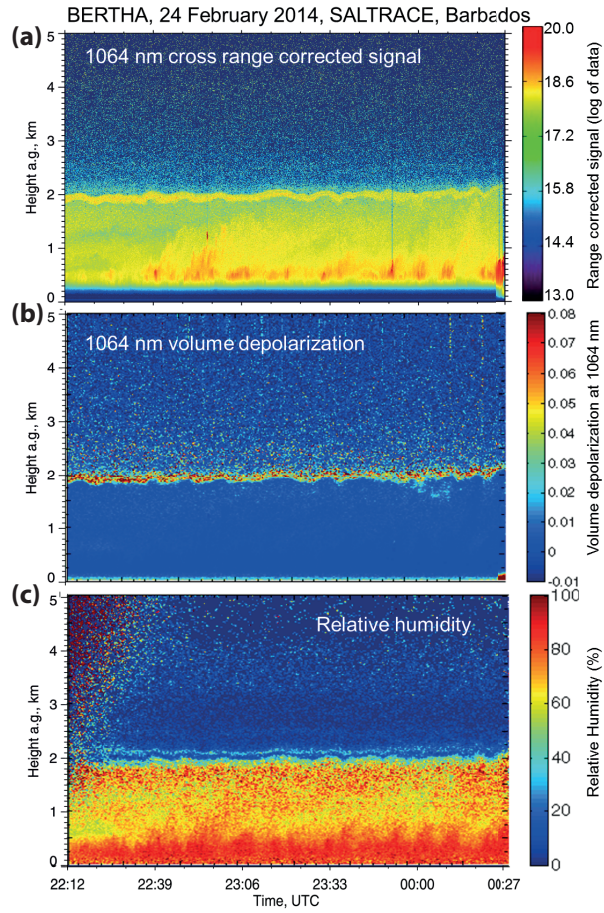 BERTHA, 24 February 2014, SALTRACE, Barbados
(a)
1064 nm cross range corrected signal
Height a.g., km
5
4
3
2
1
0
20.0
18.6
17.2
15.8
14.4
13.0
Range corrected signal (log of data)
(b)
1064 nm volume depolarization
Height a.g., km
5
4
3
2
1
0
0.08
0.07
0.06
0.05
0.04
0.03
0.02
0.01
0
-0.01
Volume depolarization at 1064 nm
(c)
Relative humidity
Height a.g., km
5
4
3
2
1
0
100
80
60
40
20
0
Relative Humidity (%)
22:12 22:39 23:06 23:33 00:00 00:27
Time, UTC